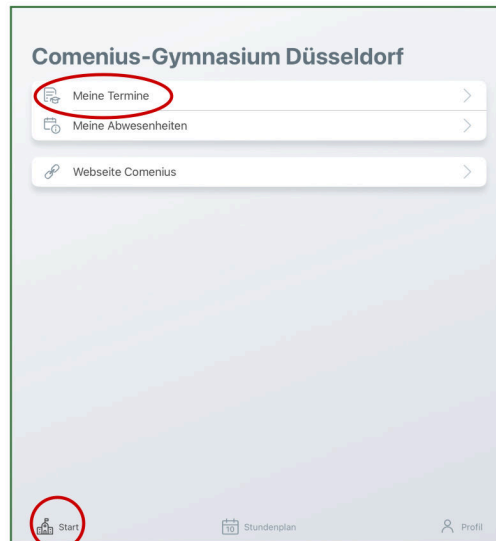 Comenius-Gymnasium Düsseldorf
Meine Termine
Meine Abwesenheiten
Webseite Comenius
Start
10 Stundenplan
Profil